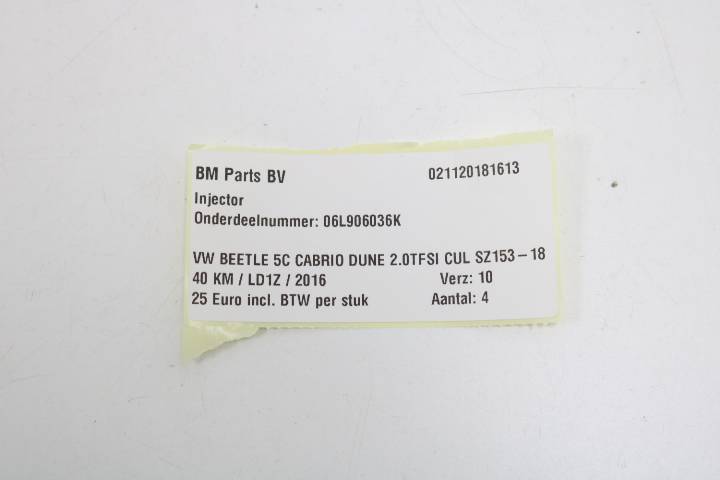 BM Parts BV 021120181613
Injector
Onderdeelnummer: 06L906036K
VW BEETLE 5C CABRIO DUNE 2.0TFSI CUL SZ153-18
40 KM / LD1Z / 2016 Verz: 10
25 Euro incl. BTW per stuk Aantal: 4